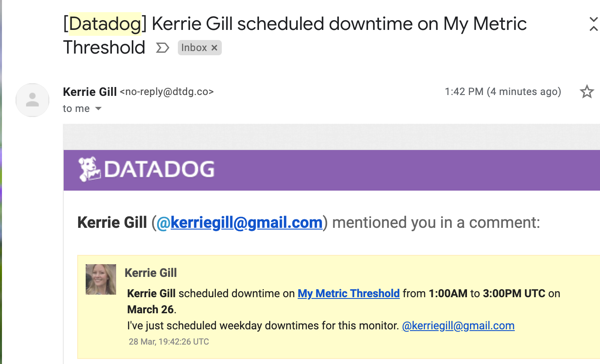 [Datadog] Kerrie Gill scheduled downtime on My Metric
Threshold Inbox ×
Kerrie Gill <no-reply@dtdg.co> 1:42 PM (4 minutes ago)
to me
DATADOG
Kerrie Gill (@kerriegill@gmail.com) mentioned you in a comment:
Kerrie Gill
Kerrie Gill scheduled downtime on My Metric Threshold from 1:00AM to 3:00PM UTC on
March 26.
I've just scheduled weekday downtimes for this monitor. @kerriegill@gmail.com
28 Mar, 19:42:26 UTC